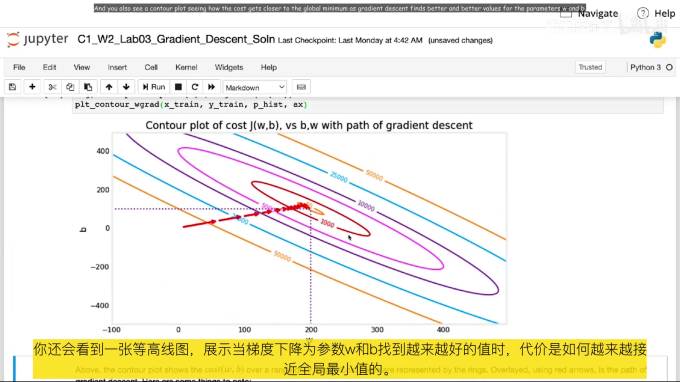 And you also see a contour plot seeing how the cost gets closer to the global minimum as gradient descent finds better and better values for the parameters w and b.
Navigate
Help
jupyter C1_W2_Lab03_Gradient_Descent_Soln Last Checkpoint: Last Monday at 4:42 AM (unsaved changes)
File Edit View Insert Cell Kernel Widgets Help
Trusted
Python 3
Run
Markdown
plt_contour_wgrad(x_train, y_train, p_hist, ax)
Contour plot of cost J(w,b), vs b,w with path of gradient descent
400
200
0
−200
−400
b
50000
25000
10000
1000
50000
−100 0 100 200 300 400
你还会看到一张等高线图，展示当梯度下降为参数w和b找到越来越好的值时，代价是如何越来越接
近全局最小值的。